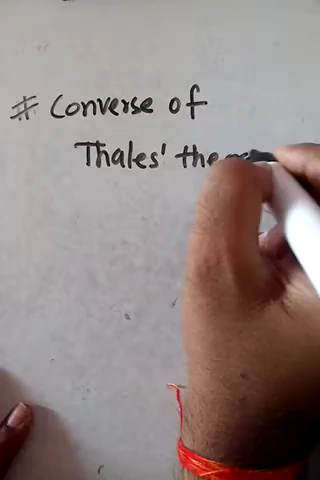 # Converse of
Thales' the